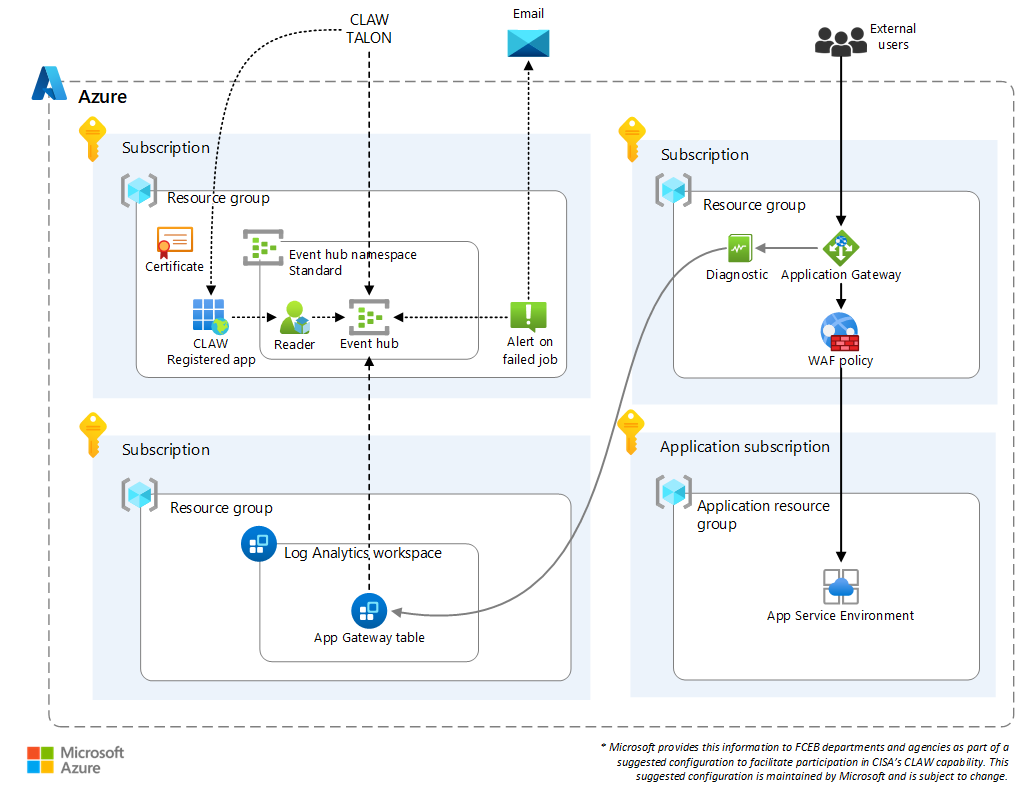 CLAW
TALON
Email
External
users
Azure
Subscription
Resource group
Certificate
Event hub namespace
Standard
CLAW
Registered app
Reader
Event hub
Alert on
failed job
Subscription
Resource group
Diagnostic
Application Gateway
WAF policy
Subscription
Resource group
Log Analytics workspace
App Gateway table
Application subscription
Application resource
group
App Service Environment
Microsoft
Azure
* Microsoft provides this information to FCEB departments and agencies as part of a
suggested configuration to facilitate participation in CISA's CLAW capability. This
suggested configuration is maintained by Microsoft and is subject to change.